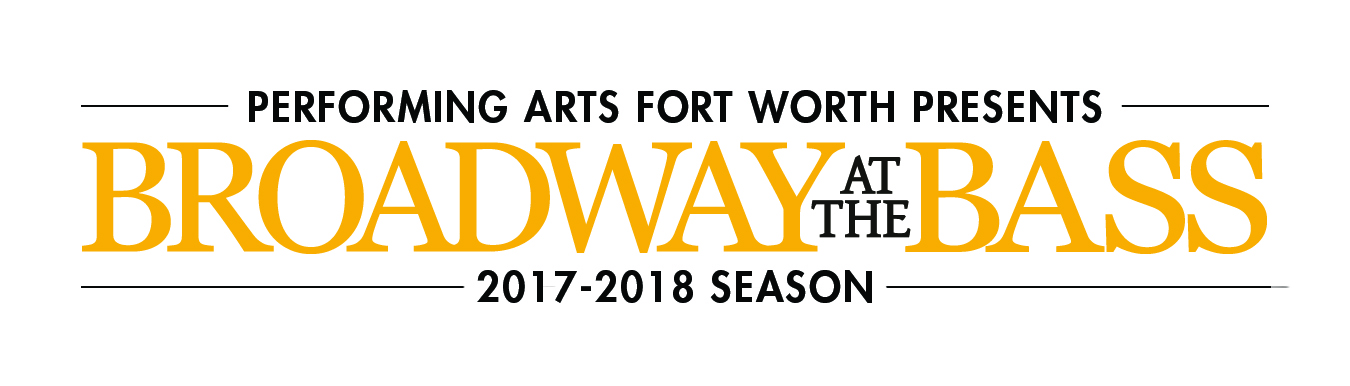 PERFORMING ARTS FORT WORTH PRESENTS
BROADWAY AT THE BASS
2017-2018 SEASON